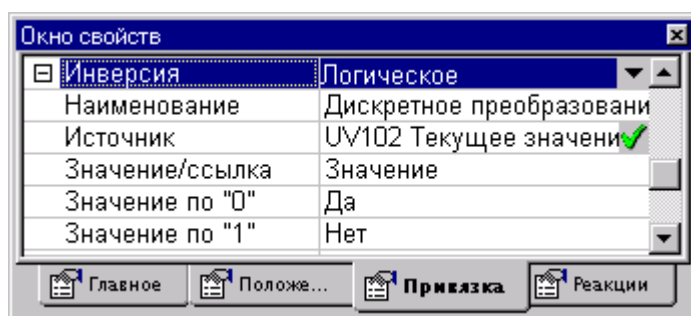 Окно свойств
Инверсия Логическое
Наименование Дискретное преобразовани
Источник UV102 Текущее значени
Значение/ссылка Значение
Значение по "0" Да
Значение по "1" Нет
Главное Положе... Привязка Реакции